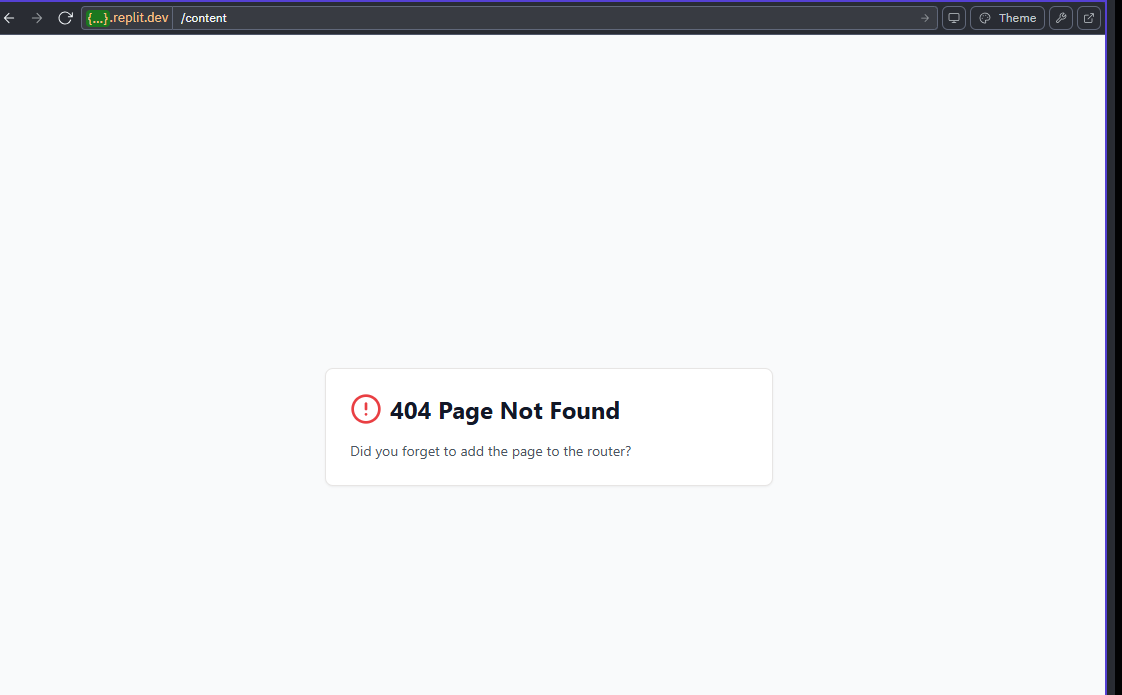 {...}.replit.dev /content
Theme
404 Page Not Found
Did you forget to add the page to the router?